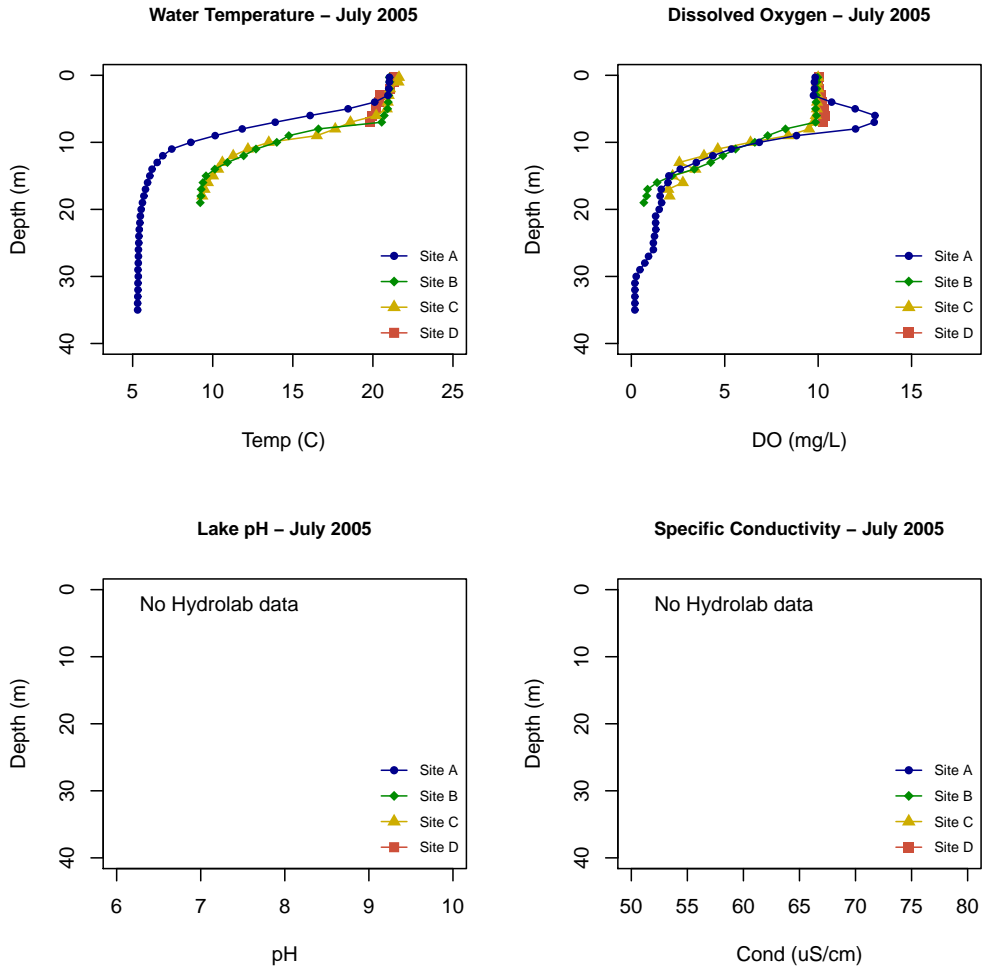 Water Temperature – July 2005
0
10
20
30
40
Depth (m)
Site A
Site B
Site C
Site D
5 10 15 20 25
Temp (C)
Dissolved Oxygen – July 2005
0
10
20
30
40
Depth (m)
Site A
Site B
Site C
Site D
0 5 10 15
DO (mg/L)
Lake pH – July 2005
No Hydrolab data
0
10
20
30
40
Depth (m)
Site A
Site B
Site C
Site D
6 7 8 9 10
pH
Specific Conductivity – July 2005
No Hydrolab data
0
10
20
30
40
Depth (m)
Site A
Site B
Site C
Site D
50 55 60 65 70 75 80
Cond (uS/cm)